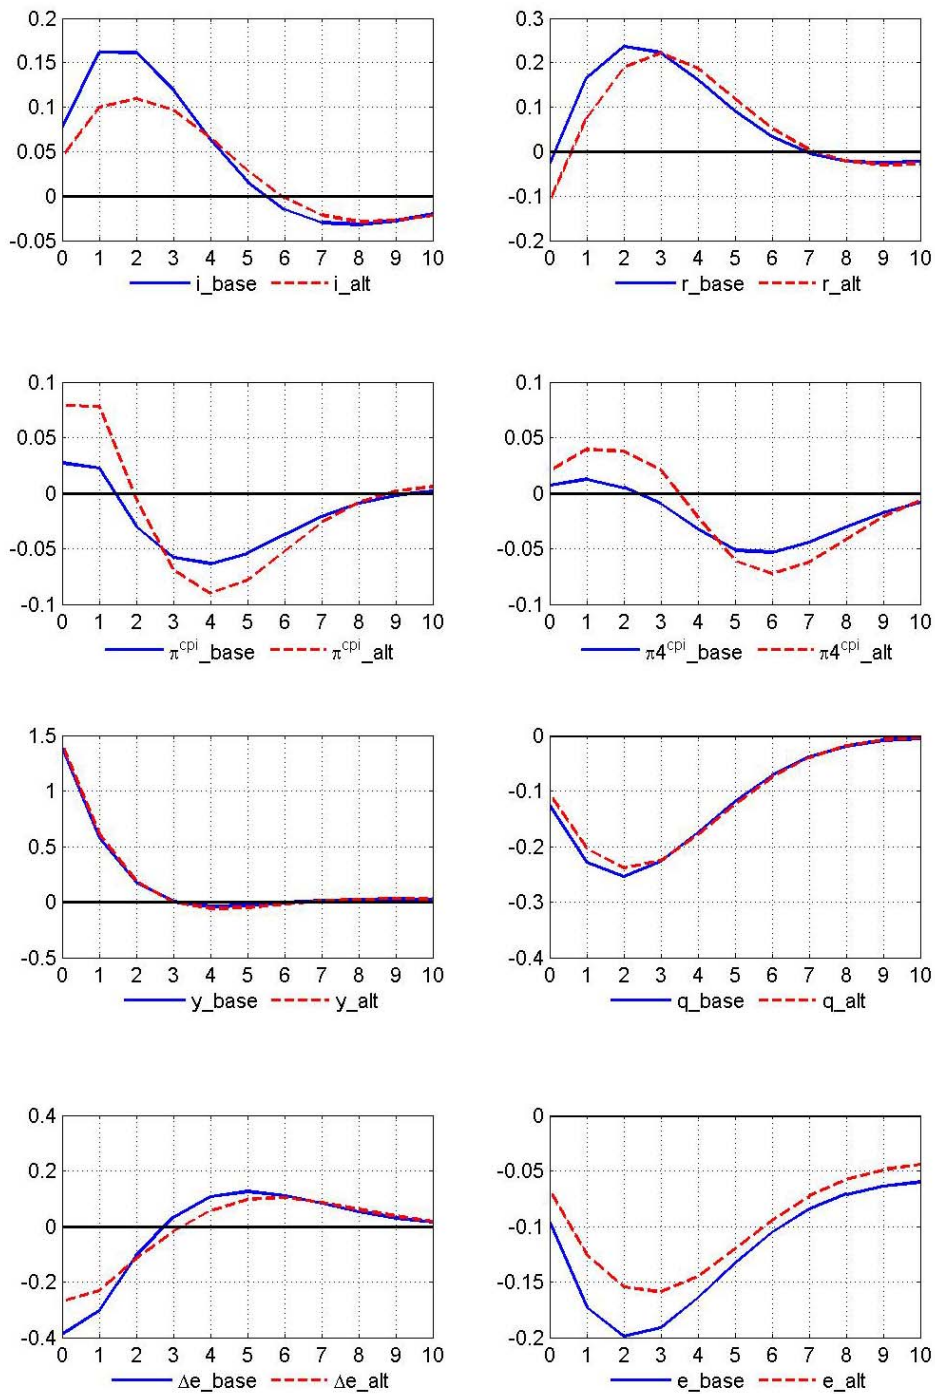 0.2
0.15
0.1
0.05
0
-0.05
0 1 2 3 4 5 6 7 8 9 10
i_base i_alt
0.3
0.2
0.1
0
-0.1
-0.2
0 1 2 3 4 5 6 7 8 9 10
r_base r_alt
0.1
0.05
0
-0.05
-0.1
0 1 2 3 4 5 6 7 8 9 10
π^cpi_base π^cpi_alt
0.1
0.05
0
-0.05
-0.1
0 1 2 3 4 5 6 7 8 9 10
π4^cpi_base π4^cpi_alt
1.5
1
0.5
0
-0.5
0 1 2 3 4 5 6 7 8 9 10
y_base y_alt
0
-0.1
-0.2
-0.3
-0.4
0 1 2 3 4 5 6 7 8 9 10
q_base q_alt
0.4
0.2
0
-0.2
-0.4
0 1 2 3 4 5 6 7 8 9 10
Δe_base Δe_alt
0
-0.05
-0.1
-0.15
-0.2
0 1 2 3 4 5 6 7 8 9 10
e_base e_alt